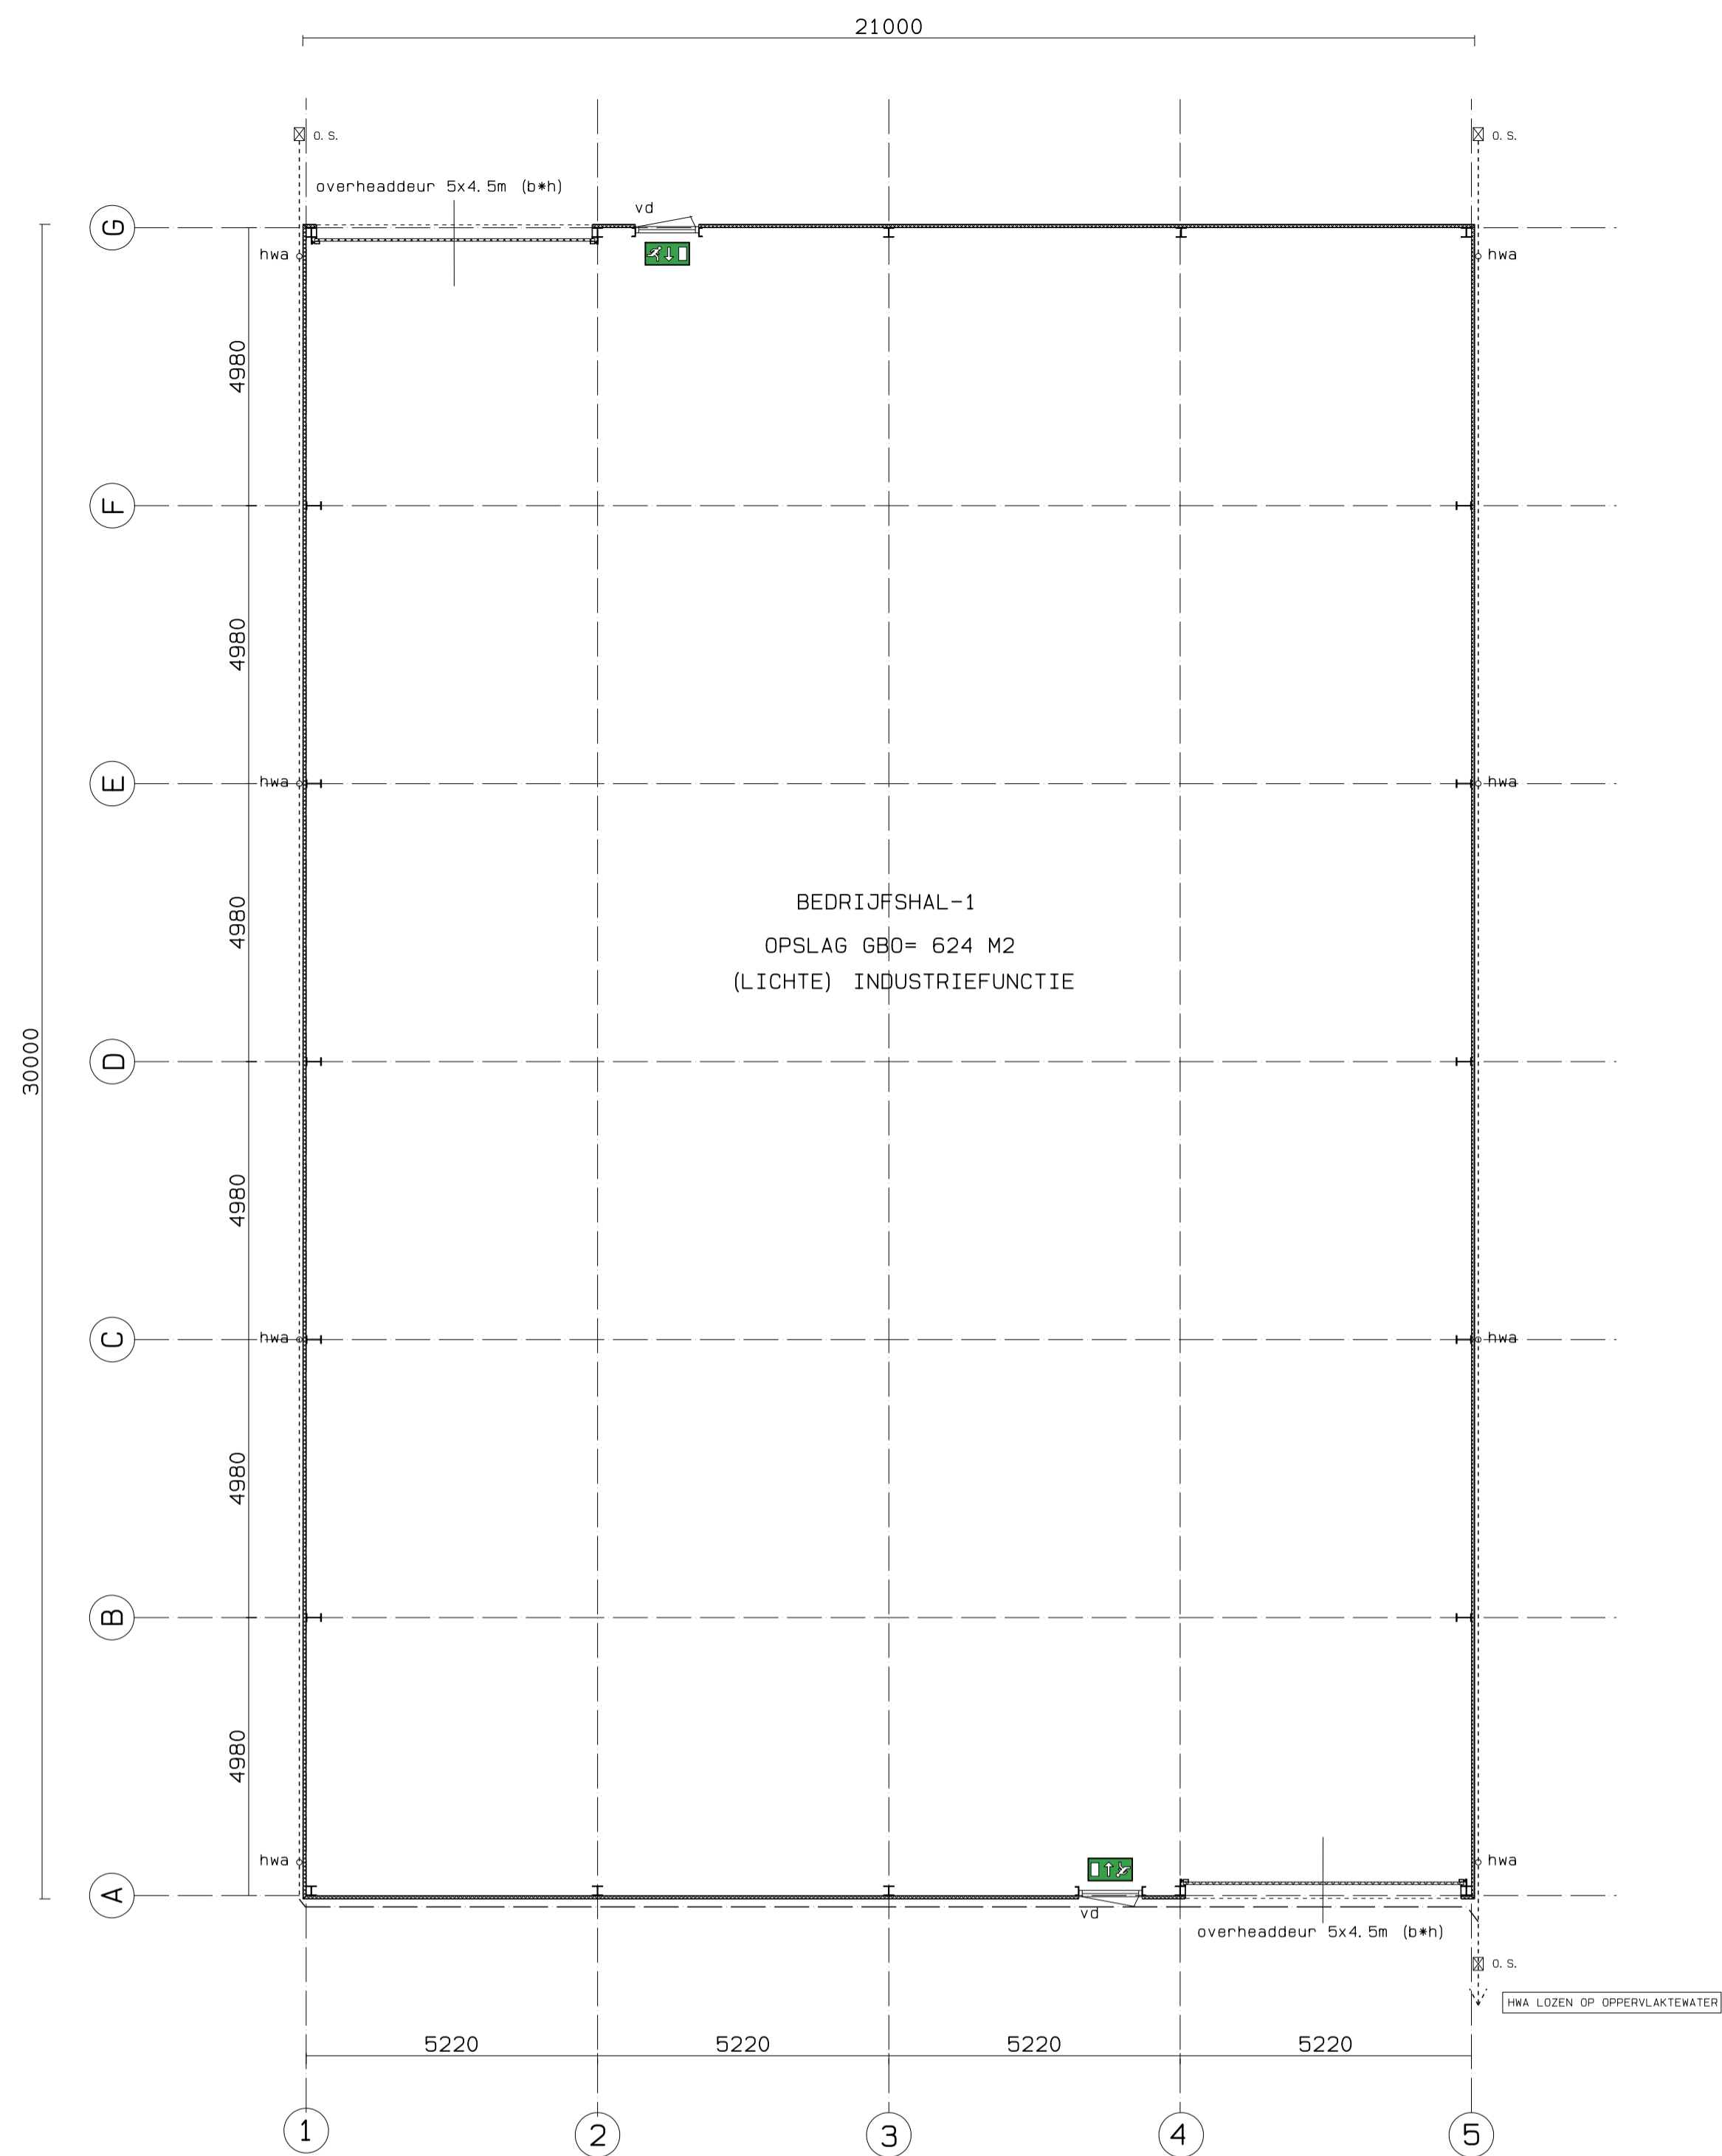 21000
O.S.
O.S.
overheaddeur 5x4.5m (b*h)
vd
G
hwa
hwa
4980
F
4980
E
hwa
hwa
4980
BEDRIJFSHAL-1
OPSLAG GBO= 624 M2
(LICHTE) INDUSTRIEFUNCTIE
30000
D
4980
C
hwa
hwa
4980
B
4980
hwa
hwa
A
vd
overheaddeur 5x4.5m (b*h)
O.S.
HWA LOZEN OP OPPERVLAKTEWATER
5220
5220
5220
5220
1
2
3
4
5